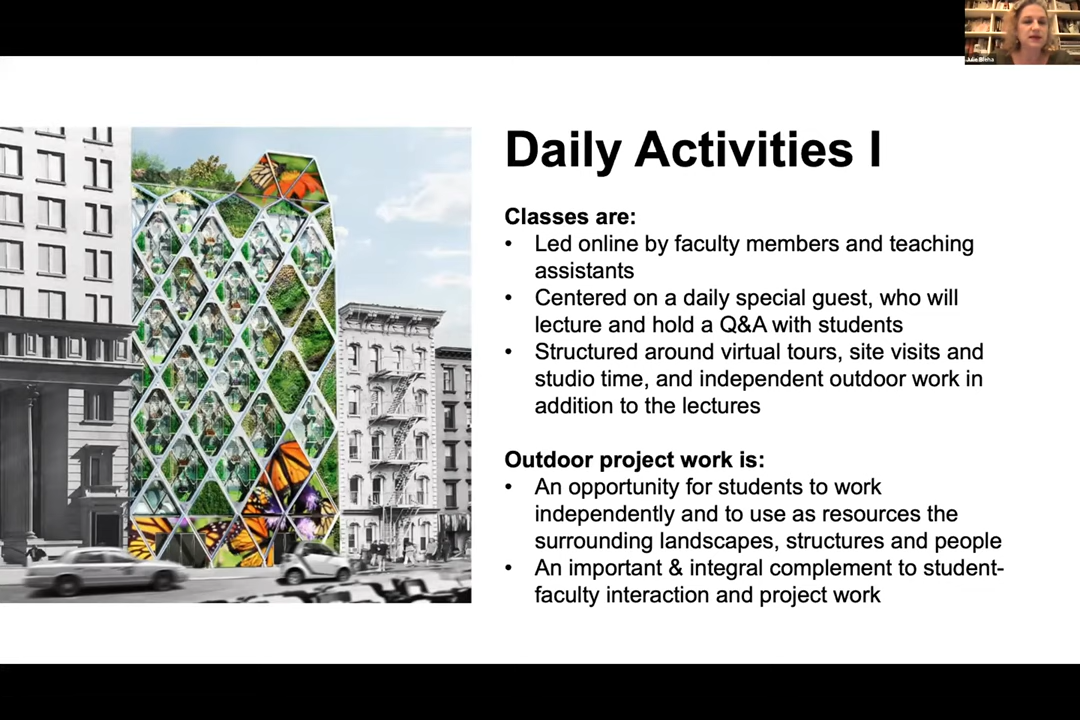 Julie Bleha
Daily Activities I
Classes are:
• Led online by faculty members and teaching
assistants
• Centered on a daily special guest, who will
lecture and hold a Q&A with students
• Structured around virtual tours, site visits and
studio time, and independent outdoor work in
addition to the lectures
Outdoor project work is:
• An opportunity for students to work
independently and to use as resources the
surrounding landscapes, structures and people
• An important & integral complement to student-
faculty interaction and project work